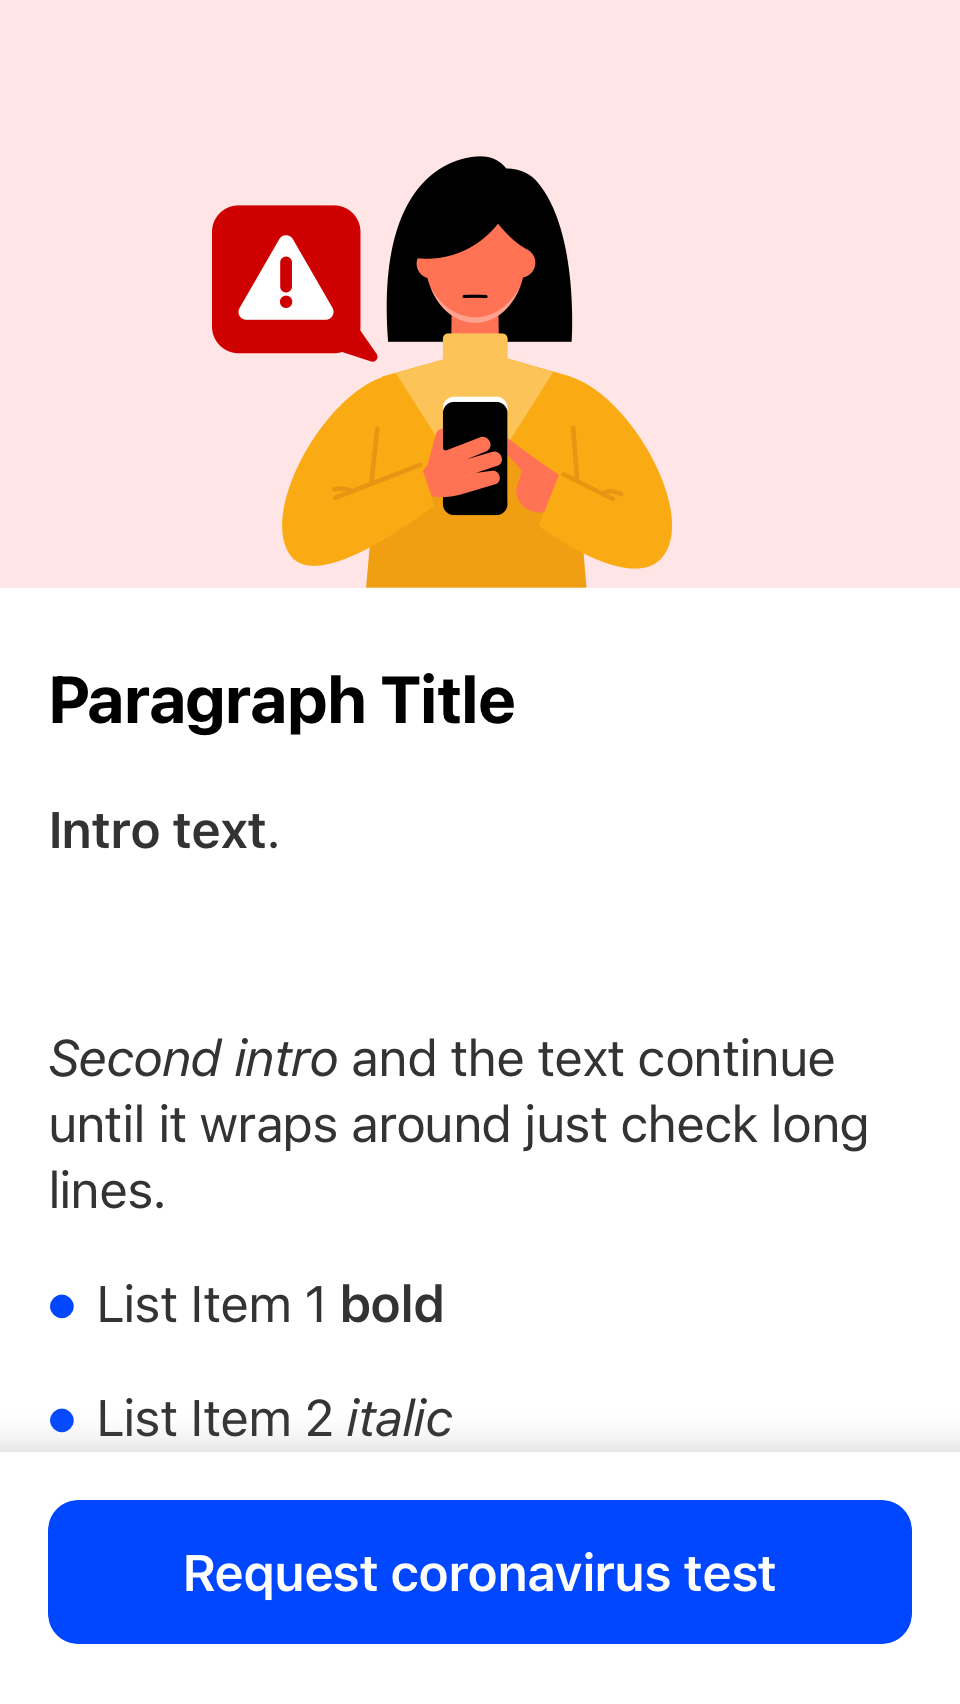 Paragraph Title
Intro text.
Second intro and the text continue
until it wraps around just check long
lines.
List Item 1 bold
List Item 2 italic
Request coronavirus test